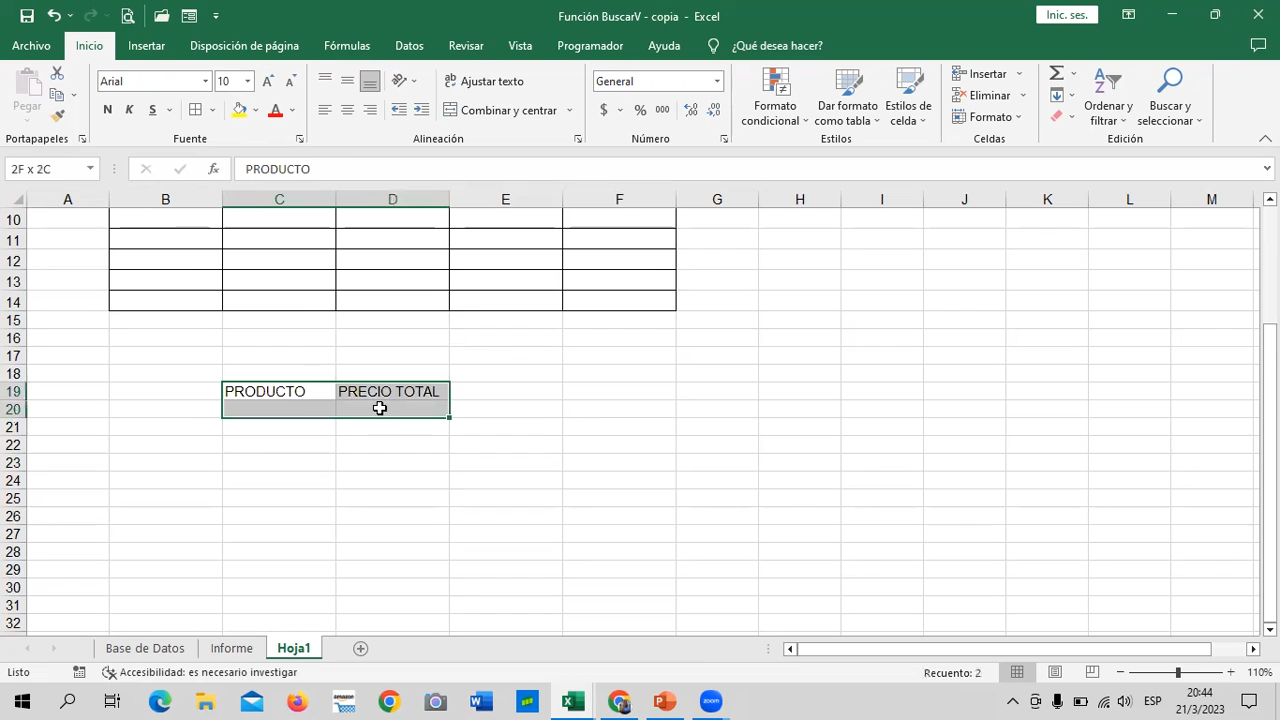 Función BuscarV - copia - Excel
Inic. ses.
Archivo Inicio Insertar Disposición de página Fórmulas Datos Revisar Vista Programador Ayuda ¿Qué desea hacer?
Pegar
Arial 10
N K S
Ajustar texto
Combinar y centrar
General
$ % 000
Formato condicional
Dar formato como tabla
Estilos de celda
Insertar
Eliminar
Formato
Ordenar y filtrar
Buscar y seleccionar
Portapapeles Fuente Alineación Número Estilos Celdas Edición
2F x 2C fx PRODUCTO
A B C D E F G H I J K L M
10
11
12
13
14
15
16
17
18
19 PRODUCTO PRECIO TOTAL
20
21
22
23
24
25
26
27
28
29
30
31
32
Base de Datos Informe Hoja1
Listo Accesibilidad: es necesario investigar Recuento: 2 110%
amazon
zoom
ESP
20:44
21/3/2023